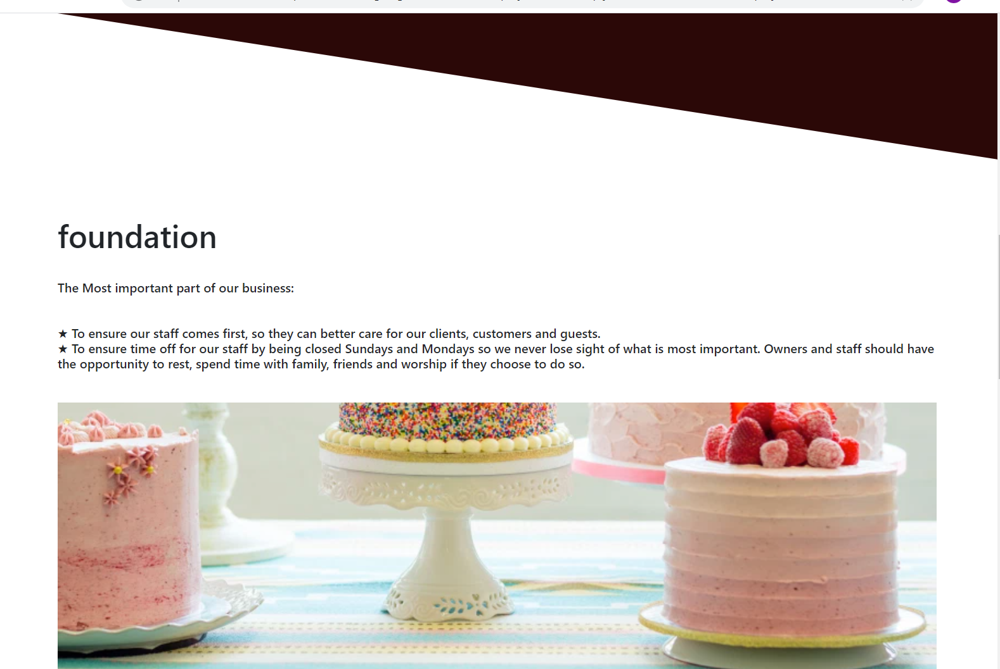 foundation
The Most important part of our business:
★ To ensure our staff comes first, so they can better care for our clients, customers and guests.
★ To ensure time off for our staff by being closed Sundays and Mondays so we never lose sight of what is most important. Owners and staff should have
the opportunity to rest, spend time with family, friends and worship if they choose to do so.